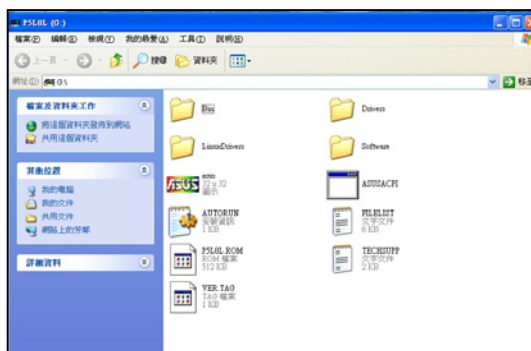 P5L8L (G:)
檔案(F) 編輯(E) 檢視(V) 我的最愛(A) 工具(T) 說明(H)
上一頁 搜尋 資料夾
網址(D) G:\ 移至
檔案及資料夾工作
將這個資料夾發佈到網站
共用這個資料夾
其他位置
我的電腦
我的文件
共用文件
網路上的芳鄰
詳細資料
Drivers
LinuxDrivers
Software
ASUS
32 x 32
圖示
ASUSACPI
AUTORUN
安裝資訊
1 KB
FILELIST
文字文件
6 KB
P5L8L.ROM
ROM 檔案
512 KB
TECHSUPP
文字文件
2 KB
VER.TAG
TAG 檔案
1 KB